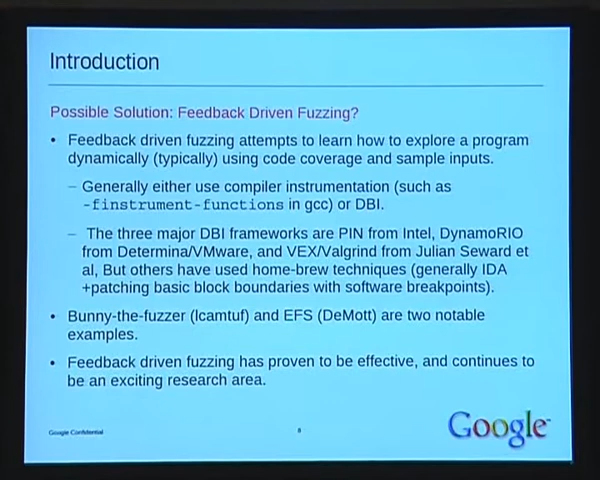 Introduction
Possible Solution: Feedback Driven Fuzzing?
• Feedback driven fuzzing attempts to learn how to explore a program
dynamically (typically) using code coverage and sample inputs.
– Generally either use compiler instrumentation (such as
-finstrument-functions in gcc) or DBI.
– The three major DBI frameworks are PIN from Intel, DynamoRIO
from Determina/VMware, and VEX/Valgrind from Julian Seward et
al, But others have used home-brew techniques (generally IDA
+patching basic block boundaries with software breakpoints).
• Bunny-the-fuzzer (lcamtuf) and EFS (DeMott) are two notable
examples.
• Feedback driven fuzzing has proven to be effective, and continues to
be an exciting research area.
Google Confidential
8
Google™